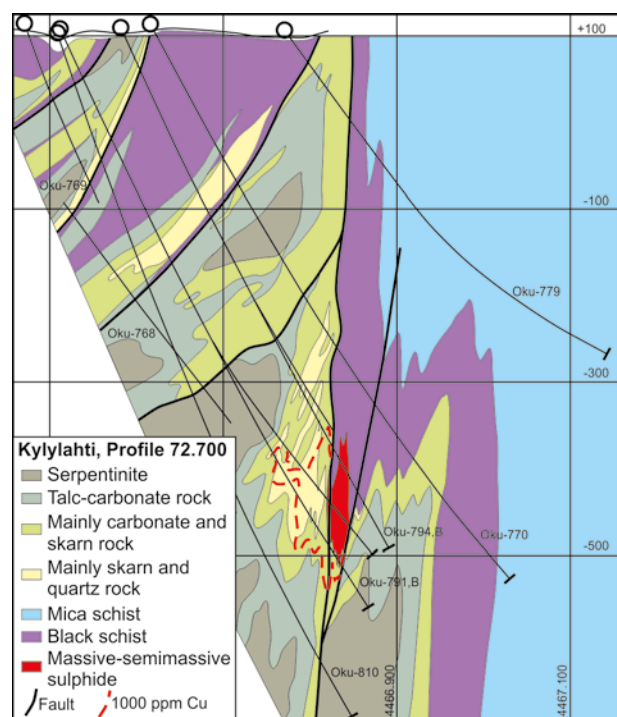 +100
Oku-769
-100
Oku-779
Oku-768
-300
Kylylahti, Profile 72.700
Serpentinite
Talc-carbonate rock
Mainly carbonate and
skarn rock
Mainly skarn and
quartz rock
Mica schist
Black schist
Massive-semimassive
sulphide
Fault
1000 ppm Cu
Oku-794,B
Oku-770
-500
Oku-791,B
Oku-810
4466.900
4467.100